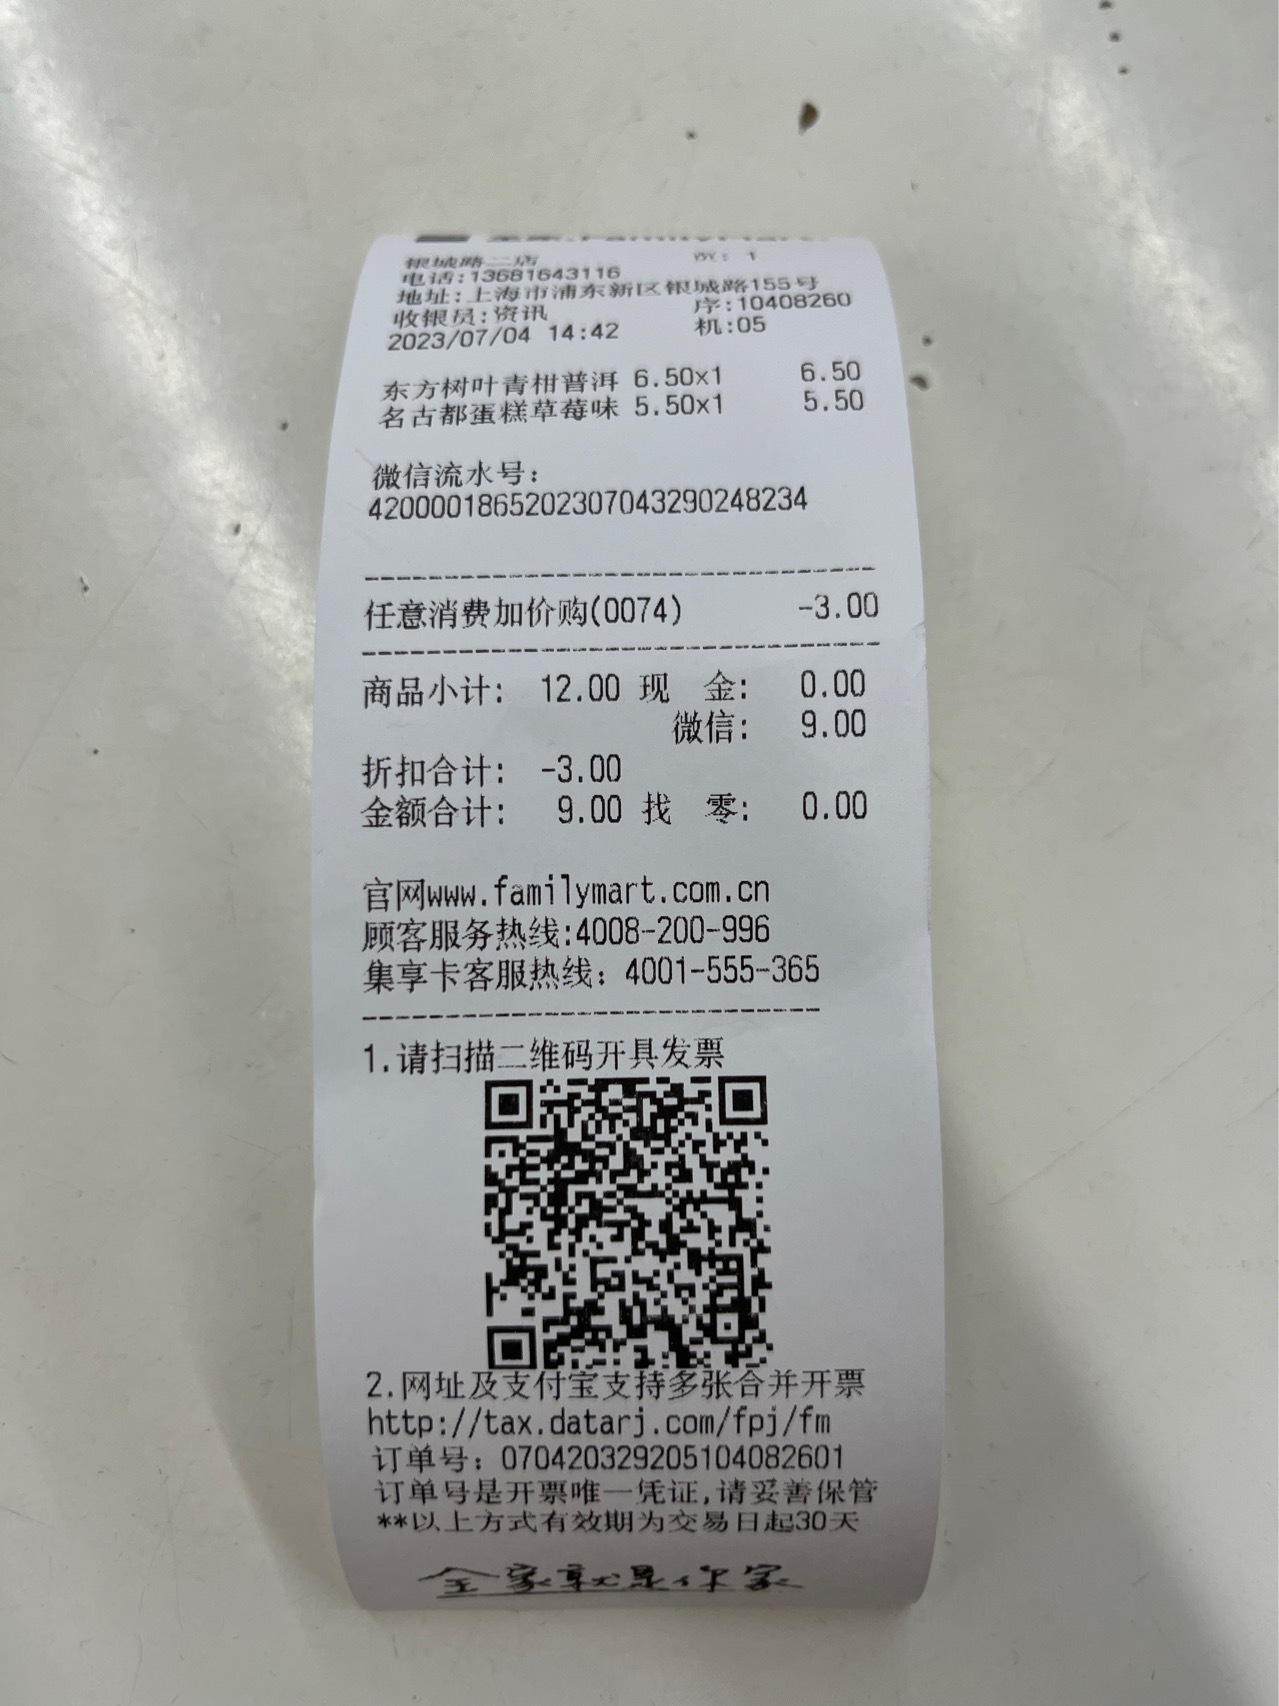 银城路二店 次: 1
电话:13681643116
地址:上海市浦东新区银城路155号
收银员:资讯 序:10408260
2023/07/04 14:42 机:05
东方树叶青柑普洱 6.50x1 6.50
名古都蛋糕草莓味 5.50x1 5.50
微信流水号:
4200001865202307043290248234
任意消费加价购(0074) -3.00
商品小计: 12.00 现 金: 0.00
微信: 9.00
折扣合计: -3.00
金额合计: 9.00 找 零: 0.00
官网www.familymart.com.cn
顾客服务热线:4008-200-996
集享卡客服热线: 4001-555-365
1.请扫描二维码开具发票
2.网址及支付宝支持多张合并开票
http://tax.datarj.com/fpj/fm
订单号: 070420329205104082601
订单号是开票唯一凭证,请妥善保管
**以上方式有效期为交易日起30天
全家就是你家